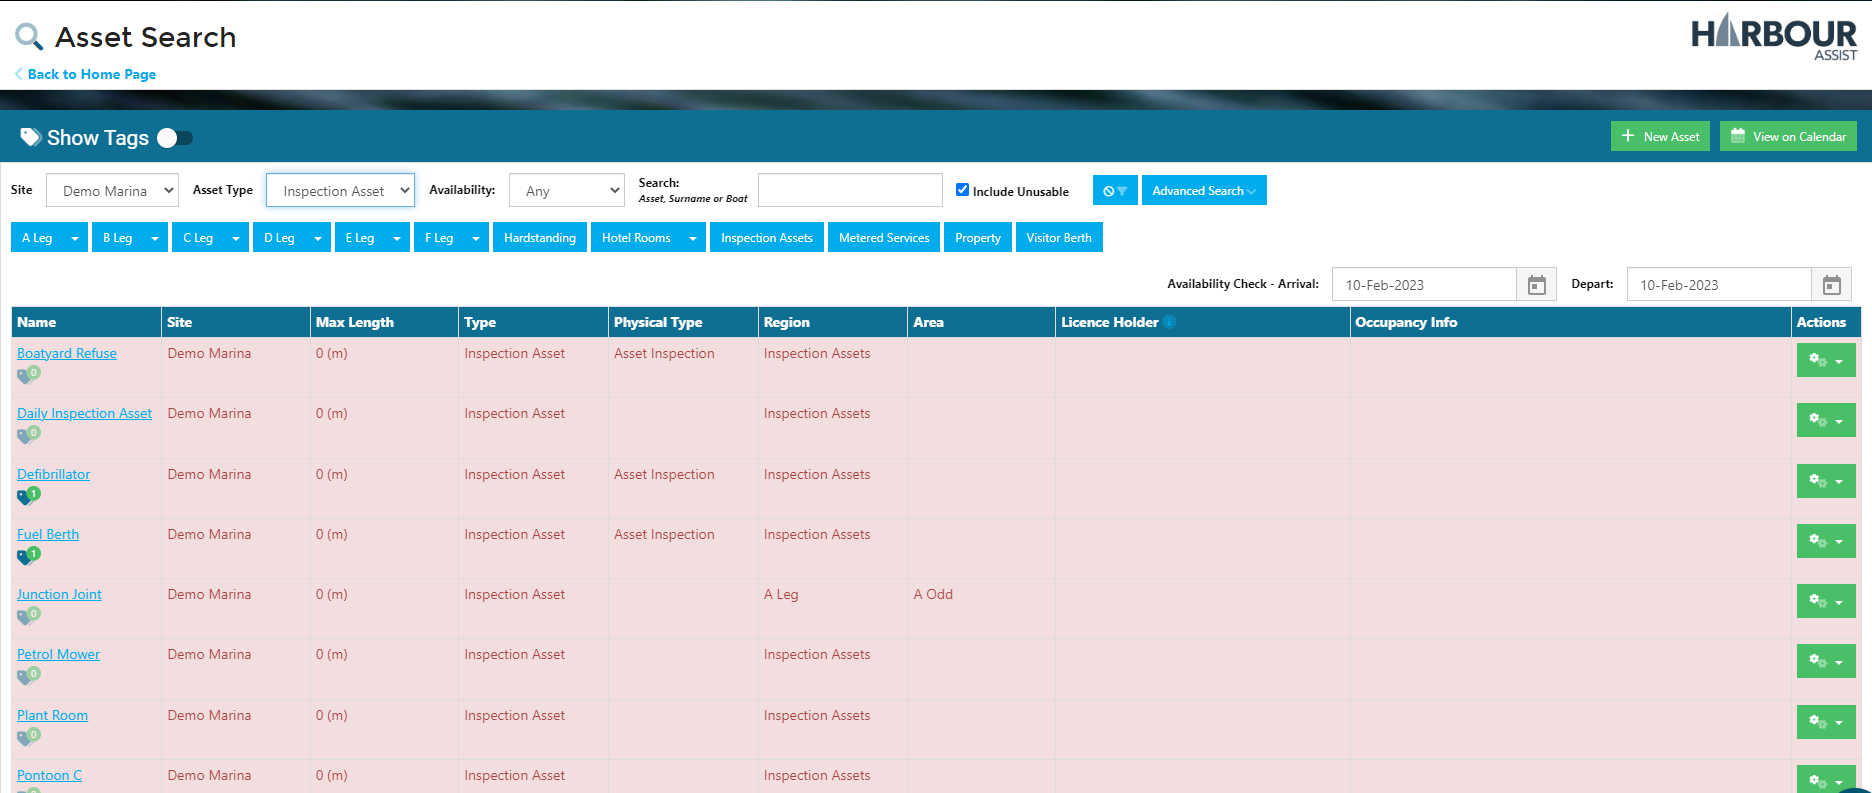 Asset Search
HARBOUR
ASSIST
Back to Home Page
Show Tags
New Asset
View on Calendar
Site
Demo Marina
Asset Type
Inspection Asset
Availability:
Any
Search:
Asset, Surname or Boat
Include Unusable
Advanced Search
A Leg
B Leg
C Leg
D Leg
E Leg
F Leg
Hardstanding
Hotel Rooms
Inspection Assets
Metered Services
Property
Visitor Berth
Availability Check - Arrival:
10-Feb-2023
Depart:
10-Feb-2023
Name Site Max Length Type Physical Type Region Area Licence Holder Occupancy Info Actions
Boatyard Refuse Demo Marina 0 (m) Inspection Asset Asset Inspection Inspection Assets
0
Daily Inspection Asset Demo Marina 0 (m) Inspection Asset Inspection Assets
0
Defibrillator Demo Marina 0 (m) Inspection Asset Asset Inspection Inspection Assets
1
Fuel Berth Demo Marina 0 (m) Inspection Asset Asset Inspection Inspection Assets
1
Junction Joint Demo Marina 0 (m) Inspection Asset A Leg A Odd
0
Petrol Mower Demo Marina 0 (m) Inspection Asset Inspection Assets
0
Plant Room Demo Marina 0 (m) Inspection Asset Inspection Assets
0
Pontoon C Demo Marina 0 (m) Inspection Asset Inspection Assets